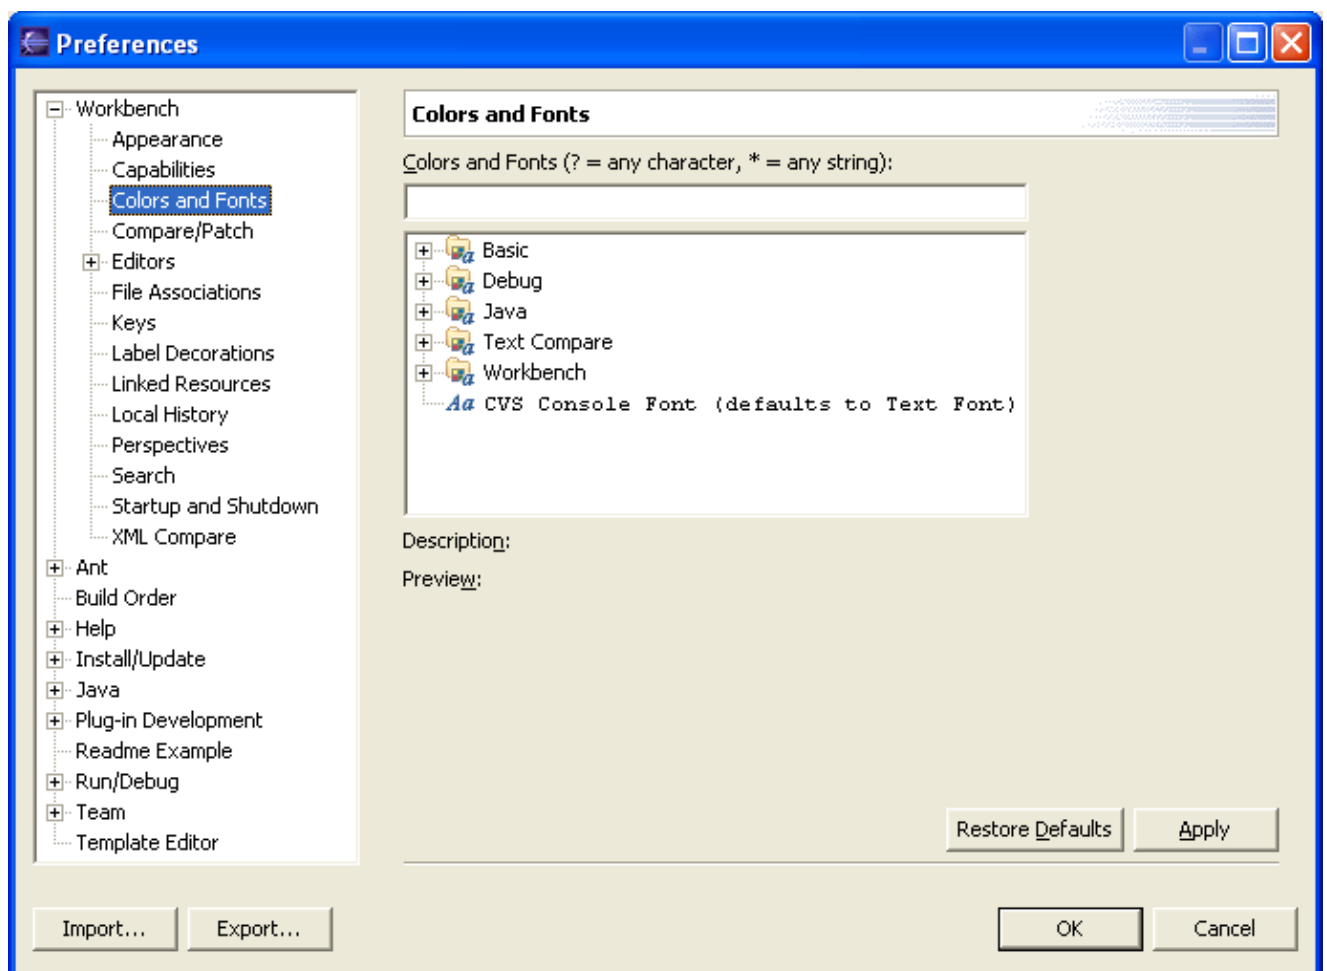 Preferences
Workbench
Appearance
Capabilities
Colors and Fonts
Compare/Patch
Editors
File Associations
Keys
Label Decorations
Linked Resources
Local History
Perspectives
Search
Startup and Shutdown
XML Compare
Ant
Build Order
Help
Install/Update
Java
Plug-in Development
Readme Example
Run/Debug
Team
Template Editor
Colors and Fonts
Colors and Fonts (? = any character, * = any string):
Basic
Debug
Java
Text Compare
Workbench
Aa CVS Console Font (defaults to Text Font)
Description:
Preview:
Restore Defaults
Apply
Import...
Export...
OK
Cancel